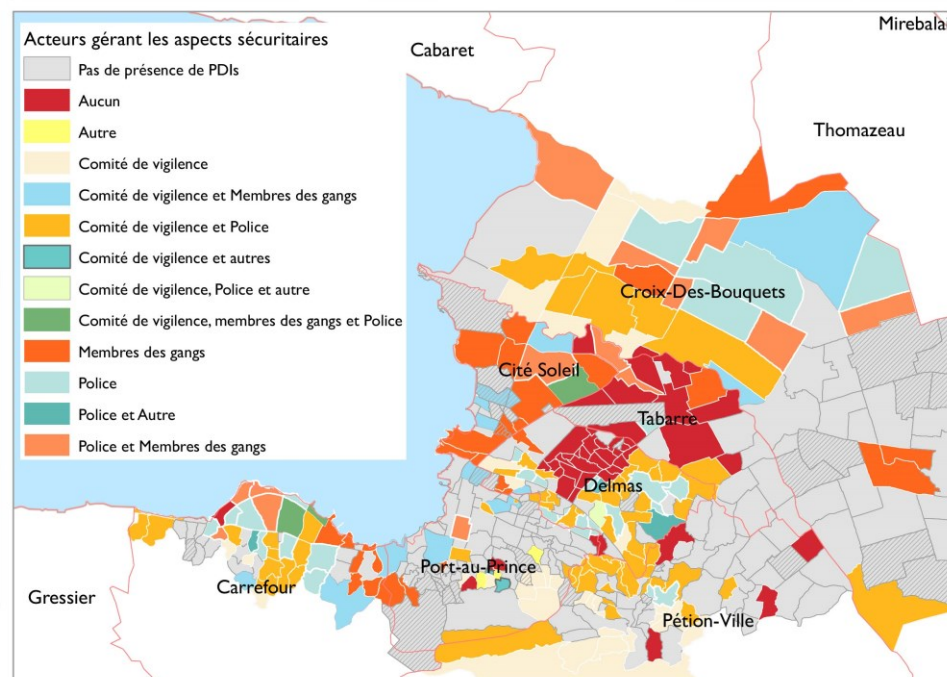 Acteurs gérant les aspects sécuritaires
Pas de présence de PDIs
Aucun
Autre
Comité de vigilence
Comité de vigilence et Membres des gangs
Comité de vigilence et Police
Comité de vigilence et autres
Comité de vigilence, Police et autre
Comité de vigilence, membres des gangs et Police
Membres des gangs
Police
Police et Autre
Police et Membres des gangs
Mirebalai
Cabaret
Thomazeau
Croix-Des-Bouquets
Cité Soleil
Tabarre
Delmas
Port-au-Prince
Carrefour
Gressier
Pétion-Ville